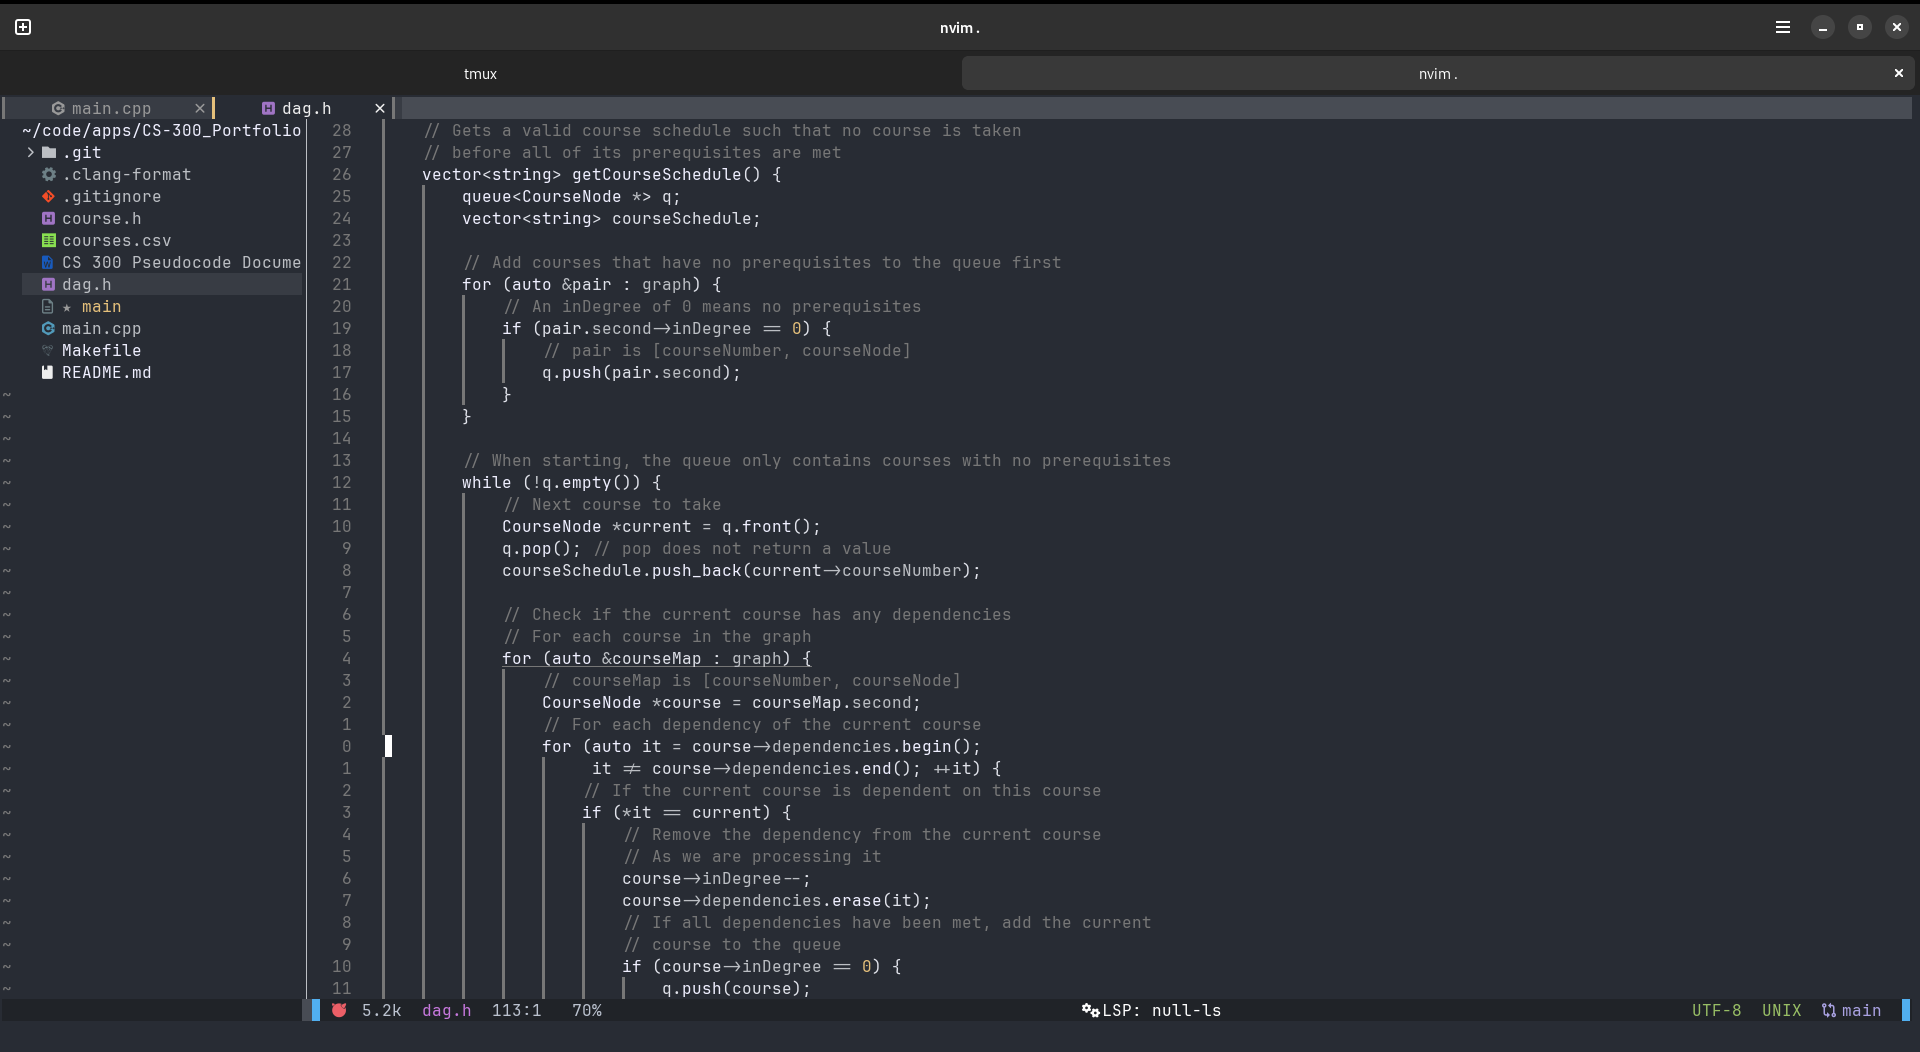 nvim .
tmux
nvim .
main.cpp
dag.h
~/code/apps/CS-300_Portfolio
.git
.clang-format
.gitignore
course.h
courses.csv
CS 300 Pseudocode Docume
dag.h
★ main
main.cpp
Makefile
README.md
28 // Gets a valid course schedule such that no course is taken
27 // before all of its prerequisites are met
26 vector<string> getCourseSchedule() {
25 queue<CourseNode *> q;
24 vector<string> courseSchedule;
23
22 // Add courses that have no prerequisites to the queue first
21 for (auto &pair : graph) {
20 // An inDegree of 0 means no prerequisites
19 if (pair.second->inDegree == 0) {
18 // pair is [courseNumber, courseNode]
17 q.push(pair.second);
16 }
15 }
14
13 // When starting, the queue only contains courses with no prerequisites
12 while (!q.empty()) {
11 // Next course to take
10 CourseNode *current = q.front();
9 q.pop(); // pop does not return a value
8 courseSchedule.push_back(current->courseNumber);
7
6 // Check if the current course has any dependencies
5 // For each course in the graph
4 for (auto &courseMap : graph) {
3 // courseMap is [courseNumber, courseNode]
2 CourseNode *course = courseMap.second;
1 // For each dependency of the current course
0 for (auto it = course->dependencies.begin();
1 it != course->dependencies.end(); ++it) {
2 // If the current course is dependent on this course
3 if (*it == current) {
4 // Remove the dependency from the current course
5 // As we are processing it
6 course->inDegree--;
7 course->dependencies.erase(it);
8 // If all dependencies have been met, add the current
9 // course to the queue
10 if (course->inDegree == 0) {
11 q.push(course);
5.2k dag.h 113:1 70% LSP: null-ls UTF-8 UNIX main